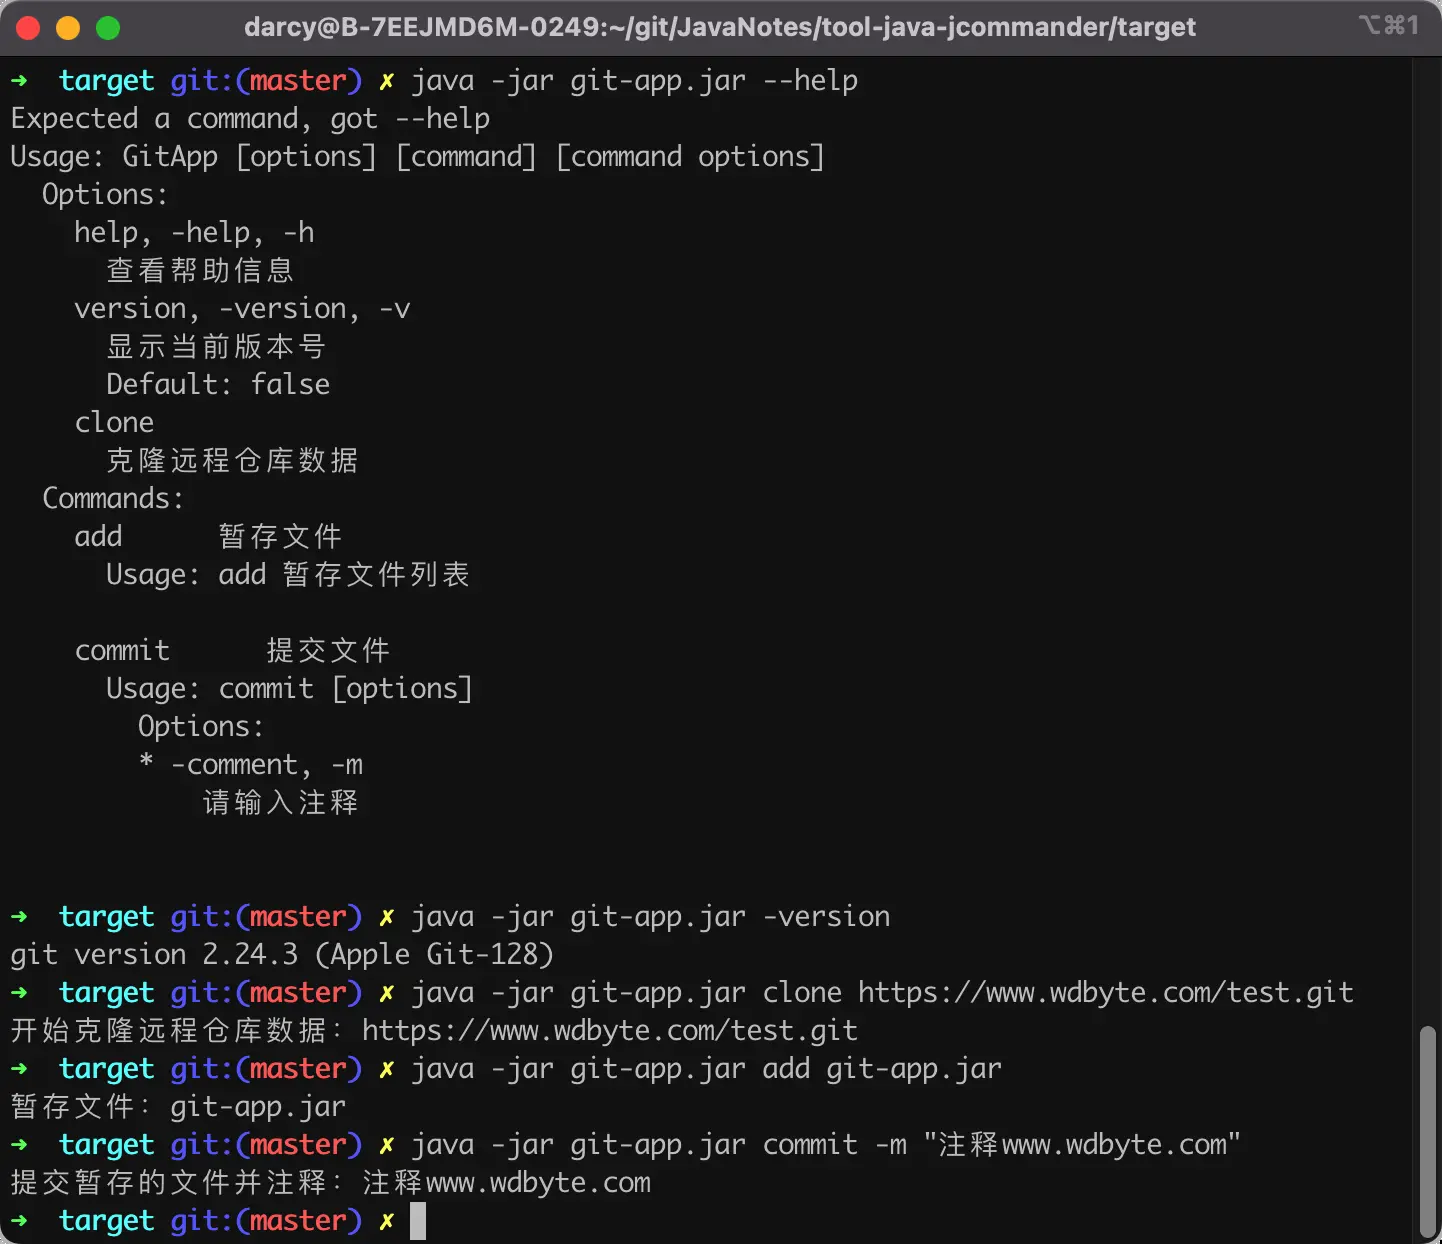 darcy@B-7EEJMD6M-0249:~/git/JavaNotes/tool-java-jcommander/target ⌥⌘1
➜ target git:(master) ✗ java -jar git-app.jar --help
Expected a command, got --help
Usage: GitApp [options] [command] [command options]
Options:
help, -help, -h
查看帮助信息
version, -version, -v
显示当前版本号
Default: false
clone
克隆远程仓库数据
Commands:
add 暂存文件
Usage: add 暂存文件列表
commit 提交文件
Usage: commit [options]
Options:
* -comment, -m
请输入注释
➜ target git:(master) ✗ java -jar git-app.jar -version
git version 2.24.3 (Apple Git-128)
➜ target git:(master) ✗ java -jar git-app.jar clone https://www.wdbyte.com/test.git
开始克隆远程仓库数据：https://www.wdbyte.com/test.git
➜ target git:(master) ✗ java -jar git-app.jar add git-app.jar
暂存文件：git-app.jar
➜ target git:(master) ✗ java -jar git-app.jar commit -m "注释www.wdbyte.com"
提交暂存的文件并注释：注释www.wdbyte.com
➜ target git:(master) ✗